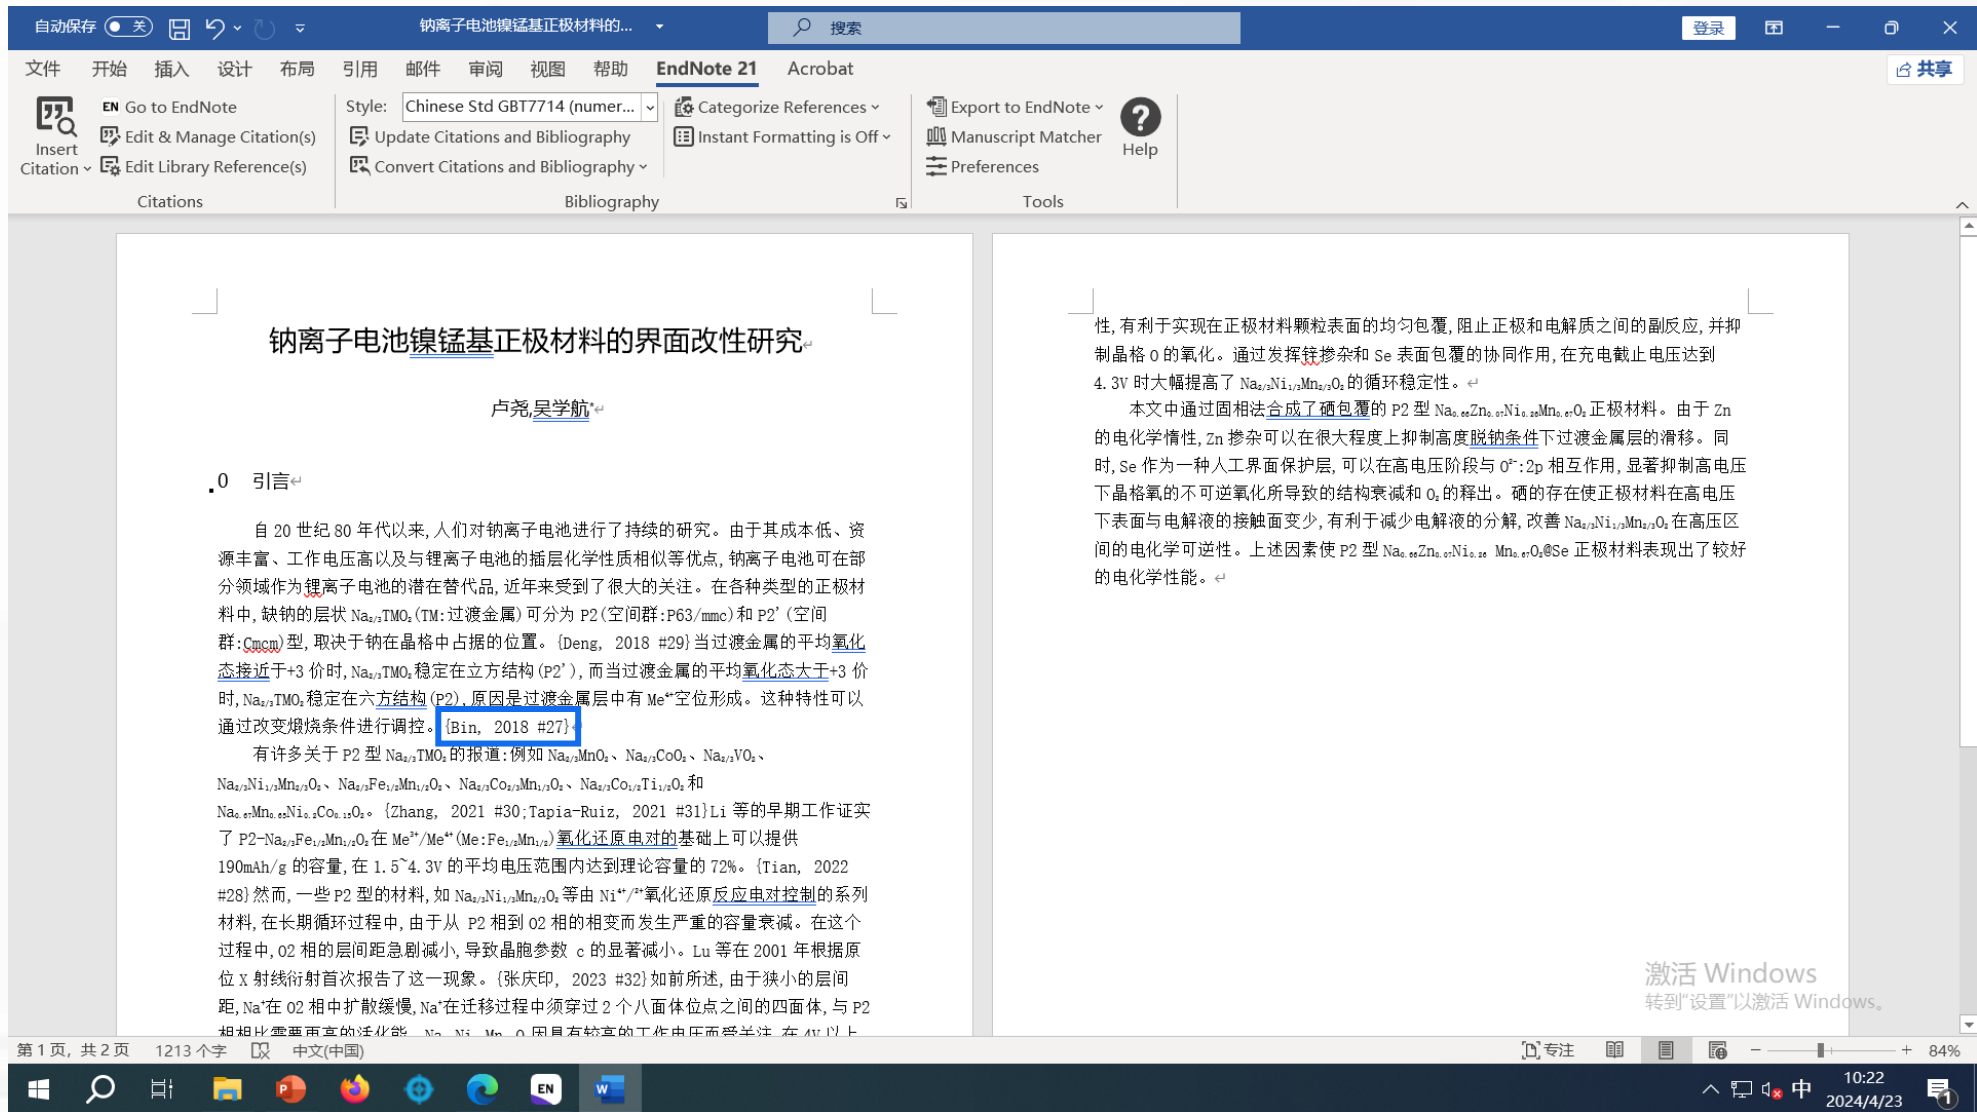 自动保存 关
钠离子电池镍锰基正极材料的...
搜索
登录
文件 开始 插入 设计 布局 引用 邮件 审阅 视图 帮助 EndNote 21 Acrobat
共享
Insert Citation
EN Go to EndNote
Edit & Manage Citation(s)
Edit Library Reference(s)
Citations
Style: Chinese Std GBT7714 (numer...
Update Citations and Bibliography
Convert Citations and Bibliography
Categorize References
Instant Formatting is Off
Bibliography
Export to EndNote
Manuscript Matcher
Preferences
Help
Tools
钠离子电池镍锰基正极材料的界面改性研究
卢尧,吴学航*
0 引言
自 20 世纪 80 年代以来,人们对钠离子电池进行了持续的研究。由于其成本低、资
源丰富、工作电压高以及与锂离子电池的插层化学性质相似等优点,钠离子电池可在部
分领域作为锂离子电池的潜在替代品,近年来受到了很大的关注。在各种类型的正极材
料中,缺钠的层状 Na₂/₃TMO₂(TM:过渡金属)可分为 P2(空间群:P63/mmc)和 P2'(空间
群:Cmcm)型,取决于钠在晶格中占据的位置。{Deng, 2018 #29}当过渡金属的平均氧化
态接近于+3 价时,Na₂/₃TMO₂稳定在立方结构(P2'),而当过渡金属的平均氧化态大于+3 价
时,Na₂/₃TMO₂稳定在六方结构(P2),原因是过渡金属层中有 Me⁴⁺空位形成。这种特性可以
通过改变煅烧条件进行调控。{Bin, 2018 #27}
有许多关于 P2 型 Na₂/₃TMO₂的报道:例如 Na₂/₃MnO₂、Na₂/₃CoO₂、Na₂/₃VO₂、
Na₂/₃Ni₁/₃Mn₂/₃O₂、Na₂/₃Fe₁/₂Mn₁/₂O₂、Na₂/₃Co₂/₃Mn₁/₃O₂、Na₂/₃Co₁/₂Ti₁/₂O₂和
Na₀.₆₇Mn₀.₆₅Ni₀.₂Co₀.₁₅O₂。{Zhang, 2021 #30;Tapia-Ruiz, 2021 #31}Li 等的早期工作证实
了 P2-Na₂/₃Fe₁/₂Mn₁/₂O₂在 Me³⁺/Me⁴⁺(Me:Fe₁/₂Mn₁/₂)氧化还原电对的基础上可以提供
190mAh/g 的容量,在 1.5~4.3V 的平均电压范围内达到理论容量的 72%。{Tian, 2022
#28}然而,一些 P2 型的材料,如 Na₂/₃Ni₁/₃Mn₂/₃O₂等由 Ni⁴⁺/²⁺氧化还原反应电对控制的系列
材料,在长期循环过程中,由于从 P2 相到 O2 相的相变而发生严重的容量衰减。在这个
过程中,O2 相的层间距急剧减小,导致晶胞参数 c 的显著减小。Lu 等在 2001 年根据原
位 X 射线衍射首次报告了这一现象。{张庆印, 2023 #32}如前所述,由于狭小的层间
距,Na⁺在 O2 相中扩散缓慢,Na⁺在迁移过程中须穿过 2 个八面体位点之间的四面体,与 P2
相相比需要更高的活化能。Na Ni Mn O 因具有较高的工作电压而受关注,在 4V 以上
性,有利于实现在正极材料颗粒表面的均匀包覆,阻止正极和电解质之间的副反应,并抑
制晶格 O 的氧化。通过发挥锌掺杂和 Se 表面包覆的协同作用,在充电截止电压达到
4.3V 时大幅提高了 Na₂/₃Ni₁/₃Mn₂/₃O₂的循环稳定性。
本文中通过固相法合成了硒包覆的 P2 型 Na₀.₆₆Zn₀.₀₇Ni₀.₂₆Mn₀.₆₇O₂正极材料。由于 Zn
的电化学惰性,Zn 掺杂可以在很大程度上抑制高度脱钠条件下过渡金属层的滑移。同
时,Se 作为一种人工界面保护层,可以在高电压阶段与 O²⁻:2p 相互作用,显著抑制高电压
下晶格氧的不可逆氧化所导致的结构衰减和 O₂的释出。硒的存在使正极材料在高电压
下表面与电解液的接触面变少,有利于减少电解液的分解,改善 Na₂/₃Ni₁/₃Mn₂/₃O₂在高压区
间的电化学可逆性。上述因素使 P2 型 Na₀.₆₆Zn₀.₀₇Ni₀.₂₆ Mn₀.₆₇O₂@Se 正极材料表现出了较好
的电化学性能。
激活 Windows
转到"设置"以激活 Windows。
第 1 页，共 2 页 1213 个字 中文(中国)
专注 84%
EN
中 10:22
2024/4/23
1